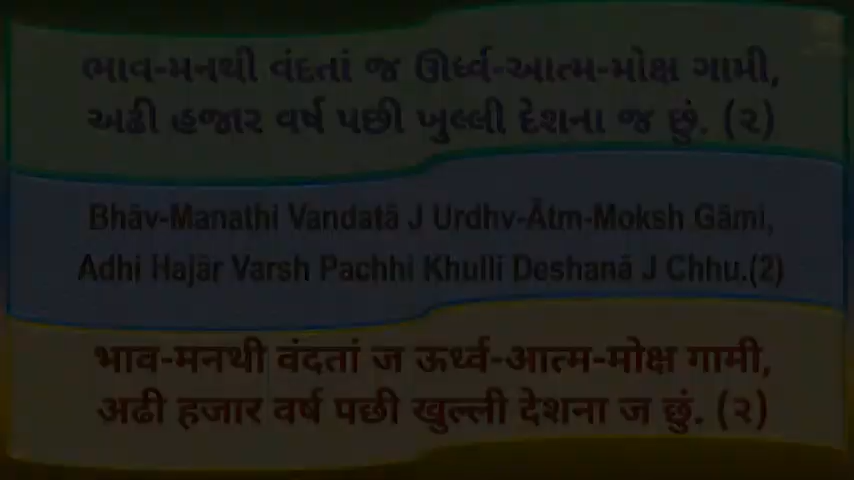 ભાવ-મનથી વંદતાં જ ઊર્ધ્વ-આત્મ-મોક્ષ ગામી,
અઢી હજાર વર્ષ પછી ખુલ્લી દેશના જ છું. (૨)
Bhāv-Manathi Vandatā J Urdhv-Ātm-Moksh Gāmi,
Adhi Hajār Varsh Pachhi Khulli Deshanā J Chhu.(2)
भाव-मनथी वंदतां ज ऊर्ध्व-आत्म-मोक्ष गामी,
अढी हजार वर्ष पछी खुल्ली देशना ज छुं. (२)